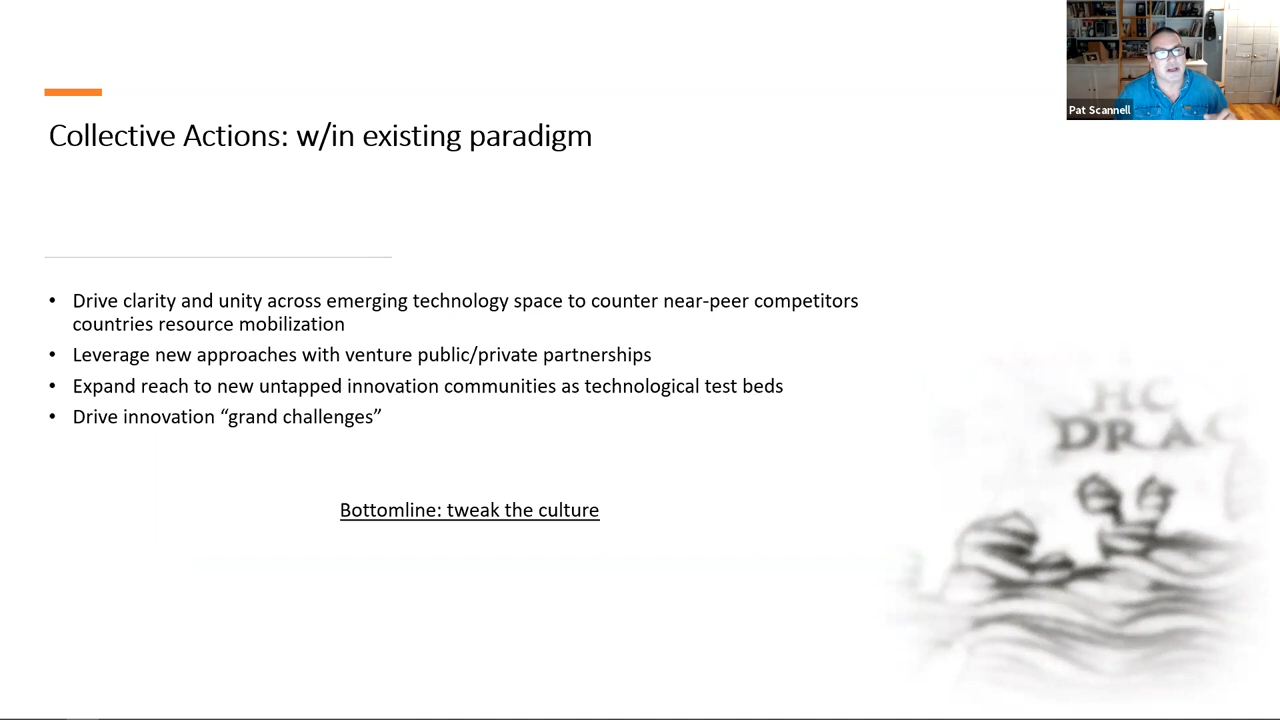 Pat Scannell
Collective Actions: w/in existing paradigm
• Drive clarity and unity across emerging technology space to counter near-peer competitors
countries resource mobilization
• Leverage new approaches with venture public/private partnerships
• Expand reach to new untapped innovation communities as technological test beds
• Drive innovation “grand challenges”
HC
DRAC
Bottomline: tweak the culture